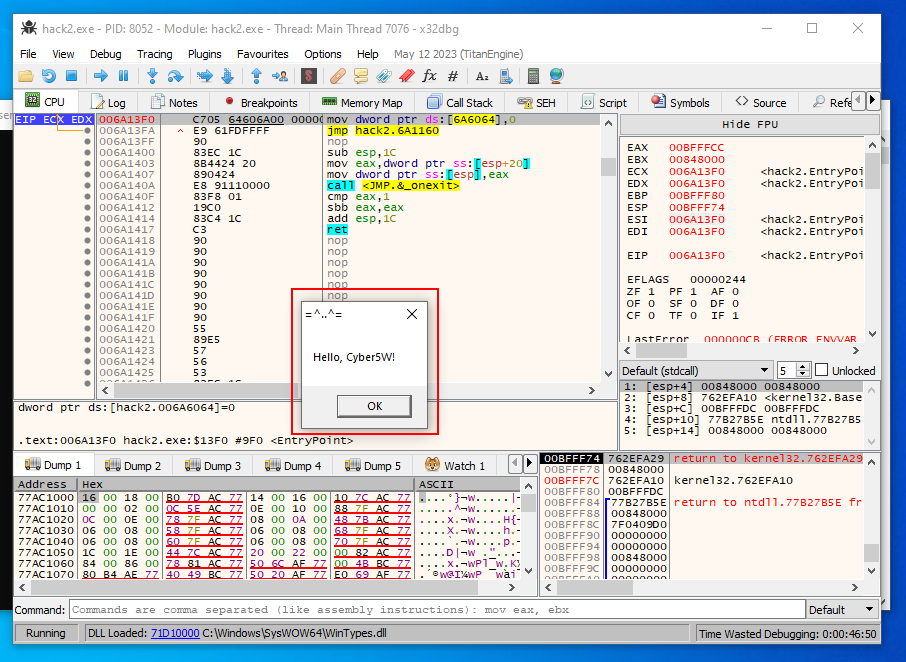 hack2.exe - PID: 8052 - Module: hack2.exe - Thread: Main Thread 7076 - x32dbg
File View Debug Tracing Plugins Favourites Options Help May 12 2023 (TitanEngine)
CPU Log Notes Breakpoints Memory Map Call Stack SEH Script Symbols Source Refe
EIP ECX EDX
006A13F0 C705 64606A00 00000 mov dword ptr ds:[6A6064],0
006A13FA E9 61FDFFFF jmp hack2.6A1160
006A13FF 90 nop
006A1400 83EC 1C sub esp,1C
006A1403 8B4424 20 mov eax,dword ptr ss:[esp+20]
006A1407 890424 mov dword ptr ss:[esp],eax
006A140A E8 91110000 call <JMP.&_onexit>
006A140F 83F8 01 cmp eax,1
006A1412 19C0 sbb eax,eax
006A1414 83C4 1C add esp,1C
006A1417 C3 ret
006A1418 90 nop
006A1419 90 nop
006A141A 90 nop
006A141B 90 nop
006A141C 90 nop
006A141D 90 nop
006A141E 90
006A141F 90
006A1420 55
006A1421 89E5
006A1423 57
006A1424 56
006A1425 53
=^..^=
Hello, Cyber5W!
OK
Hide FPU
EAX 00BFFFCC
EBX 00848000
ECX 006A13F0 <hack2.EntryPoi
EDX 006A13F0 <hack2.EntryPoi
EBP 00BFFF80
ESP 00BFFF74
ESI 006A13F0 <hack2.EntryPoi
EDI 006A13F0 <hack2.EntryPoi
EIP 006A13F0 <hack2.EntryPoi
EFLAGS 00000244
ZF 1 PF 1 AF 0
OF 0 SF 0 DF 0
CF 0 TF 0 IF 1
LastError 000000CB (ERROR_ENVVAR
Default (stdcall) 5 Unlocked
1: [esp+4] 00848000 00848000
2: [esp+8] 762EFA10 <kernel32.Base
3: [esp+C] 00BFFFDC 00BFFFDC
4: [esp+10] 77B27B5E ntdll.77B27B5
5: [esp+14] 00848000 00848000
dword ptr ds:[hack2.006A6064]=0
.text:006A13F0 hack2.exe:$13F0 #9F0 <EntryPoint>
Dump 1 Dump 2 Dump 3 Dump 4 Dump 5 Watch 1
Address Hex ASCII
77AC1000 16 00 18 00 B0 7D AC 77 14 00 16 00 10 7C AC 77
77AC1010 00 00 02 00 0C 5E AC 77 0E 00 10 00 88 7F AC 77
77AC1020 0C 00 0E 00 78 7F AC 77 08 00 0A 00 48 7B AC 77
77AC1030 06 00 08 00 58 7F AC 77 06 00 08 00 68 7F AC 77
77AC1040 06 00 08 00 60 7F AC 77 06 00 08 00 70 7F AC 77
77AC1050 1C 00 1E 00 44 7C AC 77 20 00 22 00 00 82 AC 77
77AC1060 84 00 86 00 78 81 AC 77 50 6C AF 77 00 4B BC 77
77AC1070 80 B4 AE 77 40 49 BC 77 50 20 AF 77 E0 69 AF 77
00BFFF74 762EFA29 return to kernel32.762EFA29
00BFFF78 00848000
00BFFF7C 762EFA10 kernel32.762EFA10
00BFFF80 00BFFFDC
00BFFF84 77B27B5E return to ntdll.77B27B5E fr
00BFFF88 00848000
00BFFF8C 7F0409D0
00BFFF90 00000000
00BFFF94 00000000
00BFFF98 00848000
00BFFF9C 00000000
Command: Commands are comma separated (like assembly instructions): mov eax, ebx Default
Running DLL Loaded: 71D10000 C:\Windows\SysWOW64\WinTypes.dll Time Wasted Debugging: 0:00:46:50